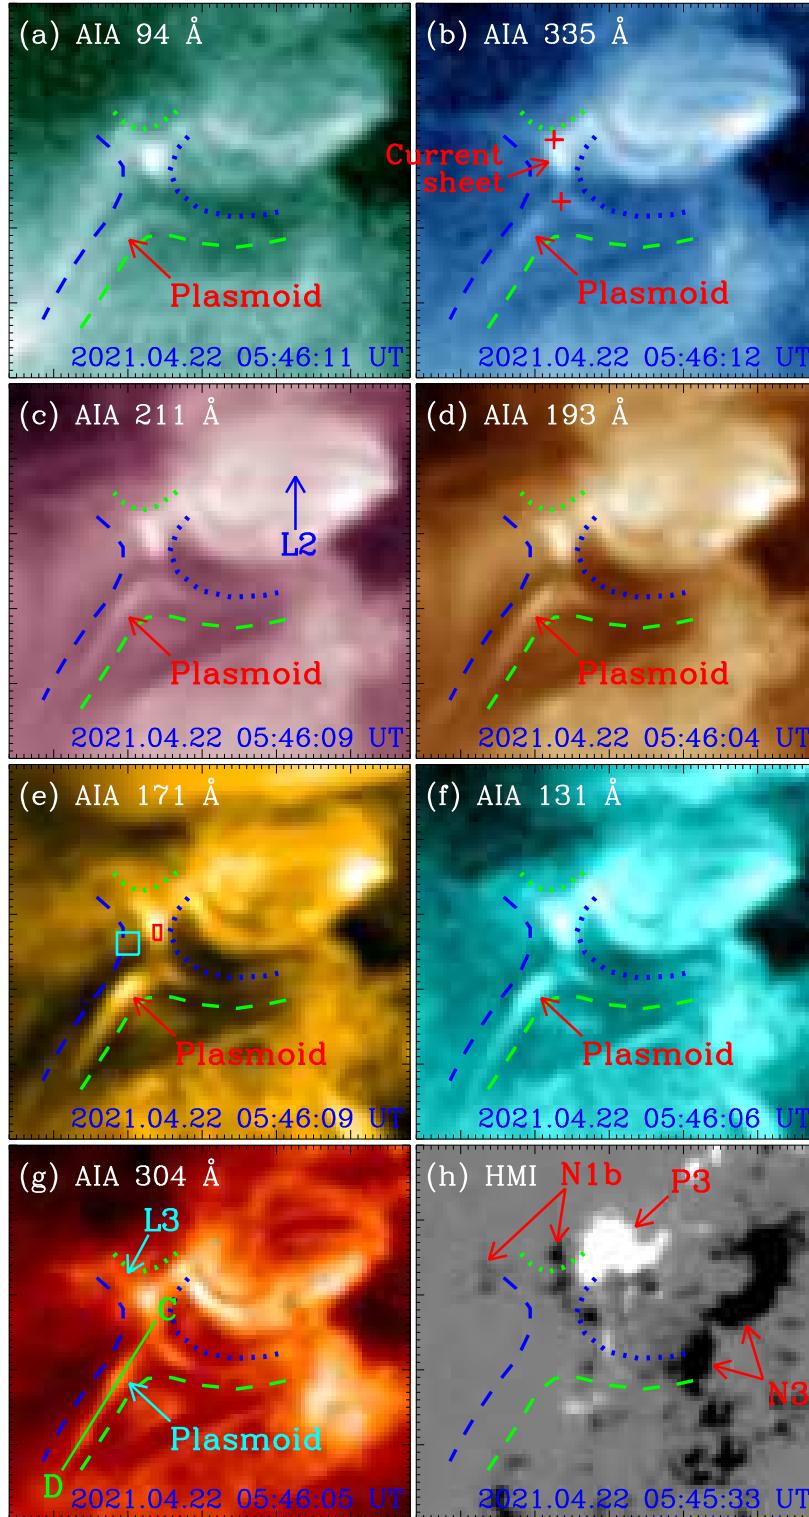 (a) AIA 94 Å
Plasmoid
2021.04.22 05:46:11 UT
(b) AIA 335 Å
Current
sheet
Plasmoid
2021.04.22 05:46:12 UT
(c) AIA 211 Å
L2
Plasmoid
2021.04.22 05:46:09 UT
(d) AIA 193 Å
Plasmoid
2021.04.22 05:46:04 UT
(e) AIA 171 Å
Plasmoid
2021.04.22 05:46:09 UT
(f) AIA 131 Å
Plasmoid
2021.04.22 05:46:06 UT
(g) AIA 304 Å
L3
C
Plasmoid
D
2021.04.22 05:46:05 UT
(h) HMI
N1b
P3
N3
2021.04.22 05:45:33 UT